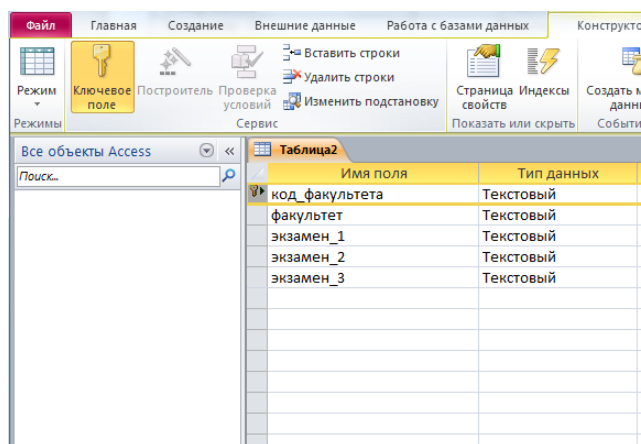 Файл Главная Создание Внешние данные Работа с базами данных Конструкто
Режим
Ключевое поле
Построитель
Проверка условий
Вставить строки
Удалить строки
Изменить подстановку
Страница свойств
Индексы
Создать м
данн
Режимы Сервис Показать или скрыть Событи
Все объекты Access
Таблица2
Поиск...
Имя поля Тип данных
код_факультета Текстовый
факультет Текстовый
экзамен_1 Текстовый
экзамен_2 Текстовый
экзамен_3 Текстовый